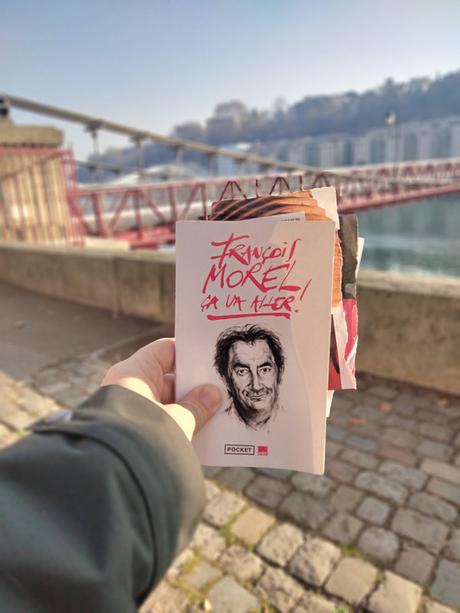 FRANÇOIS
MOREL
ÇA VA ALLER!
POCKET